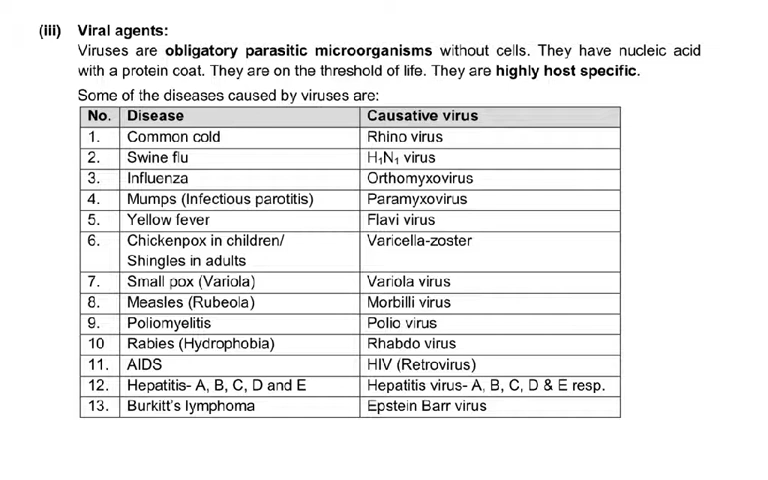 (iii) Viral agents:
Viruses are obligatory parasitic microorganisms without cells. They have nucleic acid
with a protein coat. They are on the threshold of life. They are highly host specific.
Some of the diseases caused by viruses are:
No. Disease Causative virus
1. Common cold Rhino virus
2. Swine flu H₁N₁ virus
3. Influenza Orthomyxovirus
4. Mumps (Infectious parotitis) Paramyxovirus
5. Yellow fever Flavi virus
6. Chickenpox in children/ Varicella-zoster
Shingles in adults
7. Small pox (Variola) Variola virus
8. Measles (Rubeola) Morbilli virus
9. Poliomyelitis Polio virus
10 Rabies (Hydrophobia) Rhabdo virus
11. AIDS HIV (Retrovirus)
12. Hepatitis- A, B, C, D and E Hepatitis virus- A, B, C, D & E resp.
13. Burkitt's lymphoma Epstein Barr virus